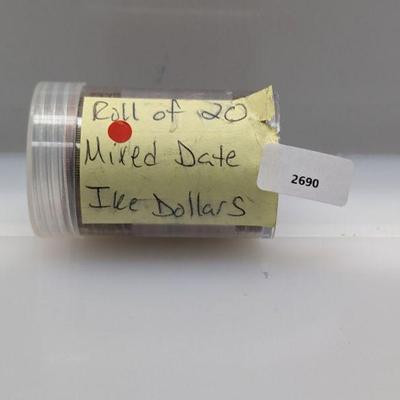 Roll of 20
Mixed Date
Ike Dollars
2690